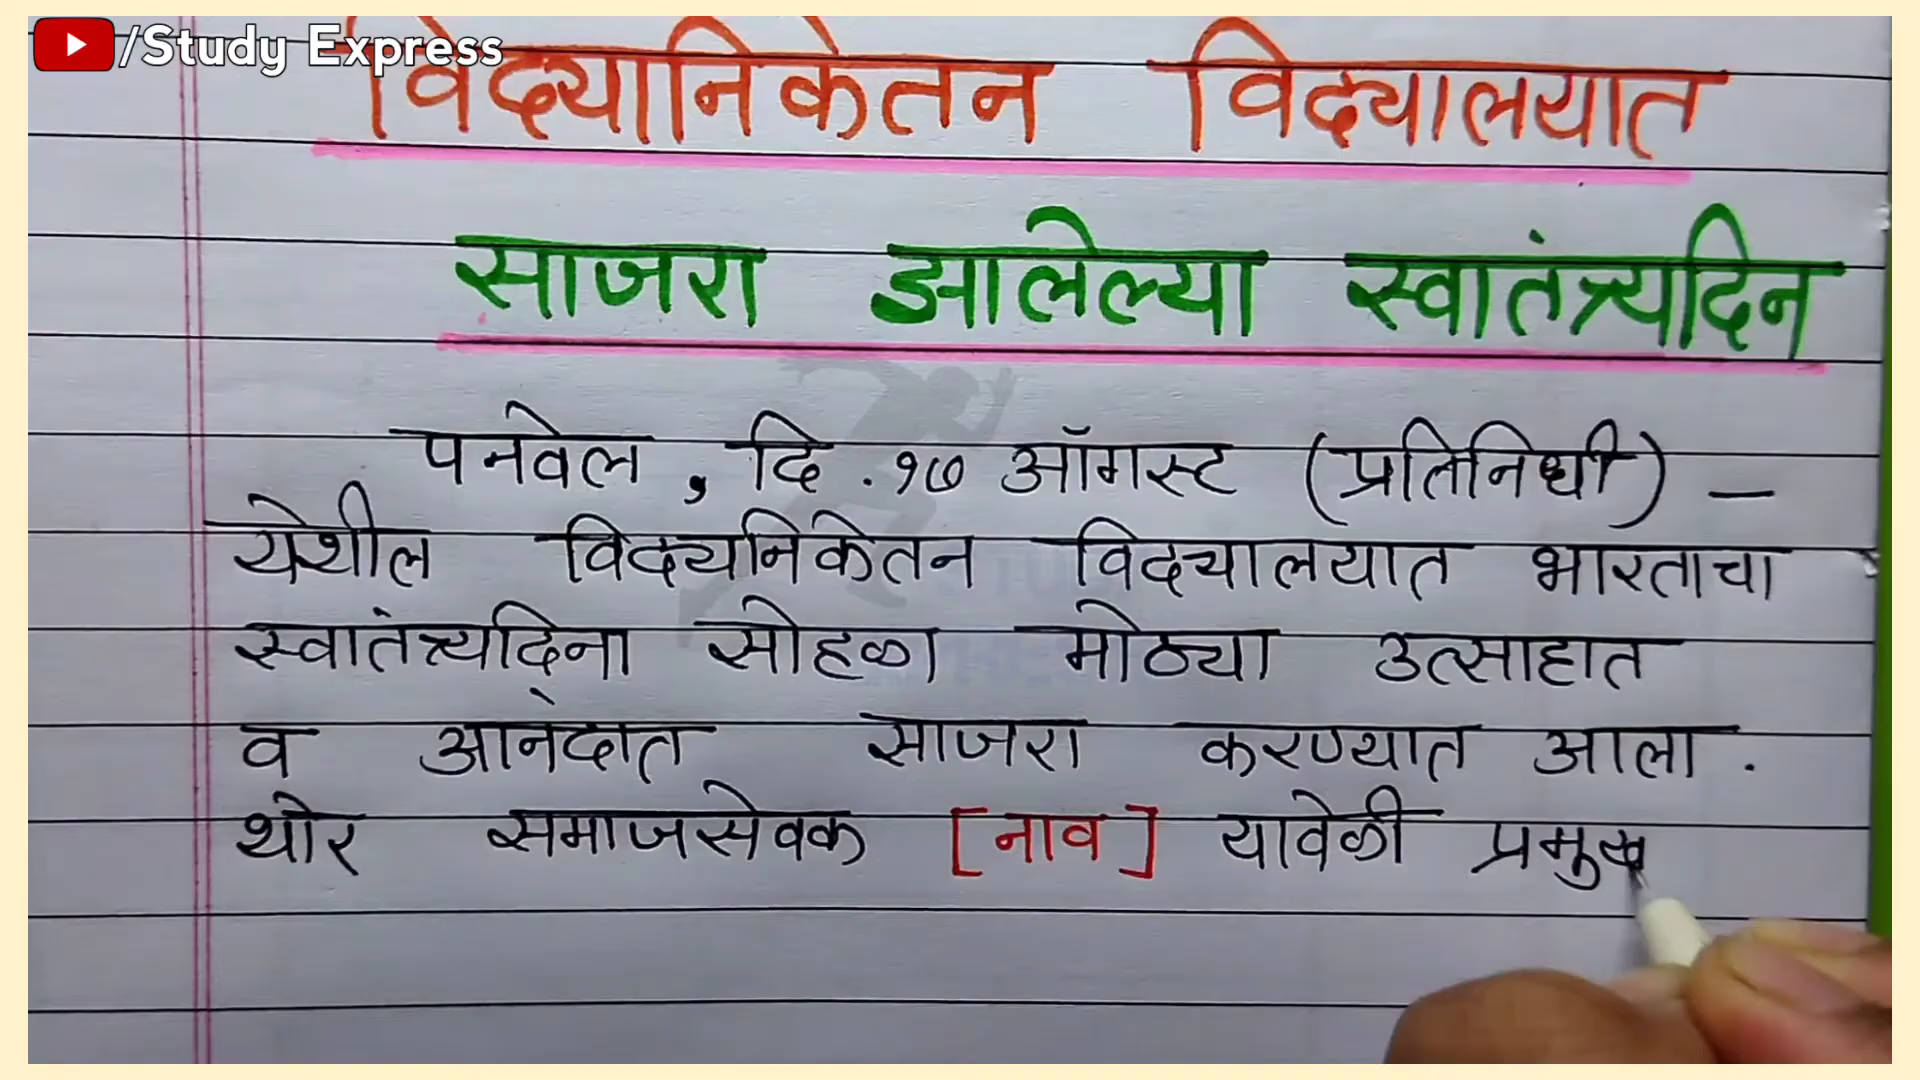 /Study Express
विद्यानिकेतन विद्यालयात
साजरा झालेल्या स्वातंत्र्यदिन
पनवेल, दि. १७ ऑगस्ट (प्रतिनिधी) –
येथील विद्यनिकेतन विद्यालयात भारताचा
स्वातंत्र्यदिना सोहळा मोठ्या उत्साहात
व आनंदात साजरा करण्यात आला.
थोर समाजसेवक [नाव] यावेळी प्रमुख